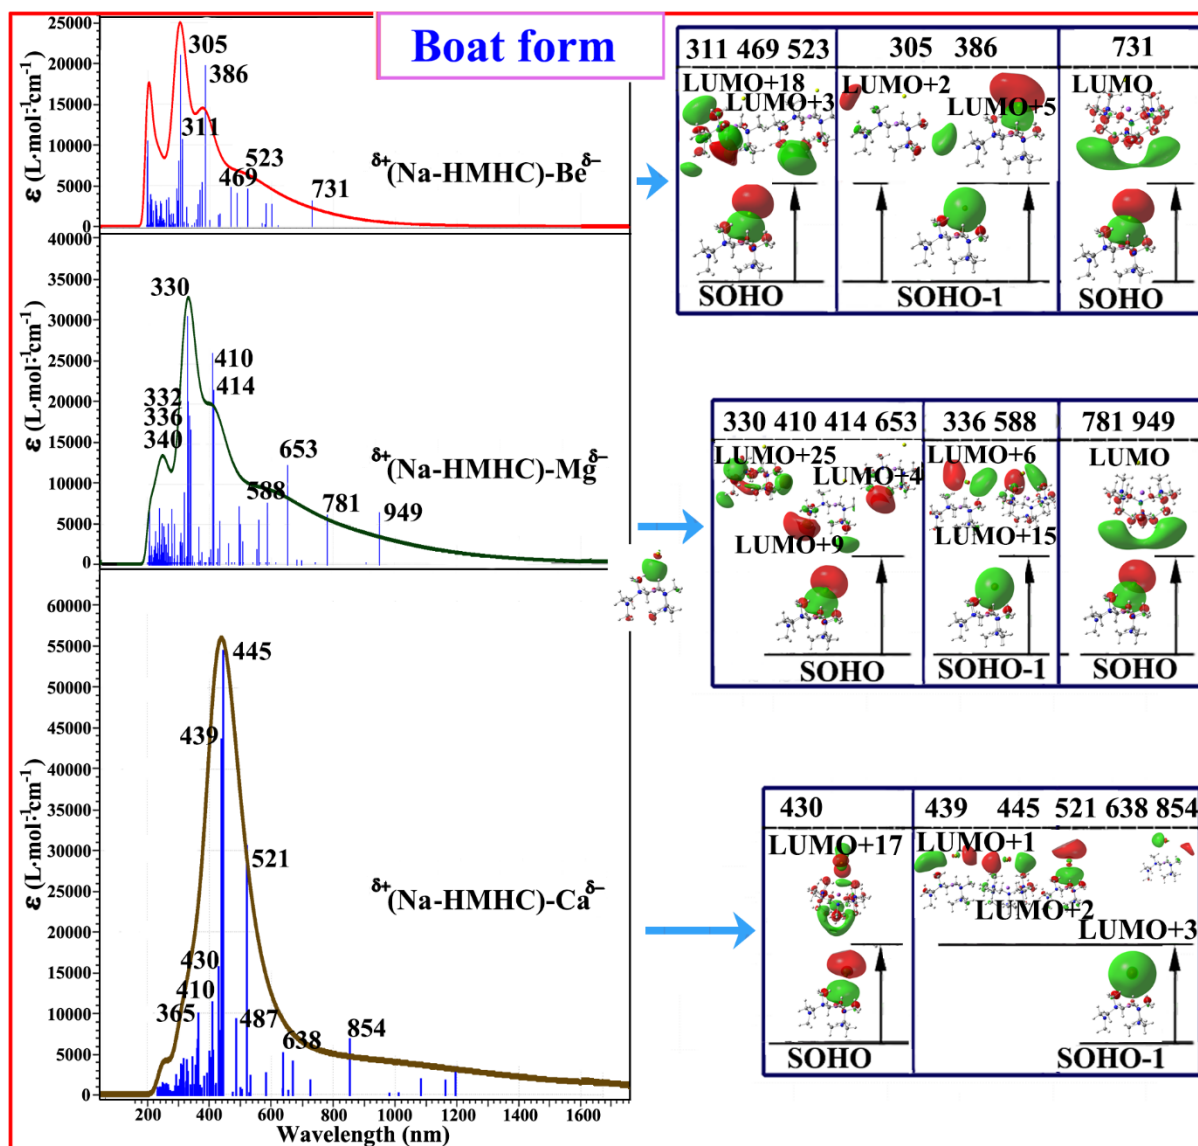 Boat form
ε (L·mol⁻¹cm⁻¹)
25000
20000
15000
10000
5000
0
305
386
311
523
469
731
δ+(Na-HMHC)-Beδ−
311 469 523
305 386
731
LUMO+18
LUMO+3
LUMO+2
LUMO+5
LUMO
SOHO
SOHO-1
SOHO
ε (L·mol⁻¹cm⁻¹)
40000
35000
30000
25000
20000
15000
10000
5000
0
330
410
414
332
336
340
653
588
781
949
δ+(Na-HMHC)-Mgδ−
330 410 414 653
336 588
781 949
LUMO+25
LUMO+4
LUMO+9
LUMO+6
LUMO+15
LUMO
SOHO
SOHO-1
SOHO
ε (L·mol⁻¹cm⁻¹)
60000
55000
50000
45000
40000
35000
30000
25000
20000
15000
10000
5000
0
445
439
521
430
410
365
487
638
854
δ+(Na-HMHC)-Caδ−
430
439 445 521 638 854
LUMO+17
LUMO+1
LUMO+2
LUMO+3
SOHO
SOHO-1
200 400 600 800 1000 1200 1400 1600
Wavelength (nm)